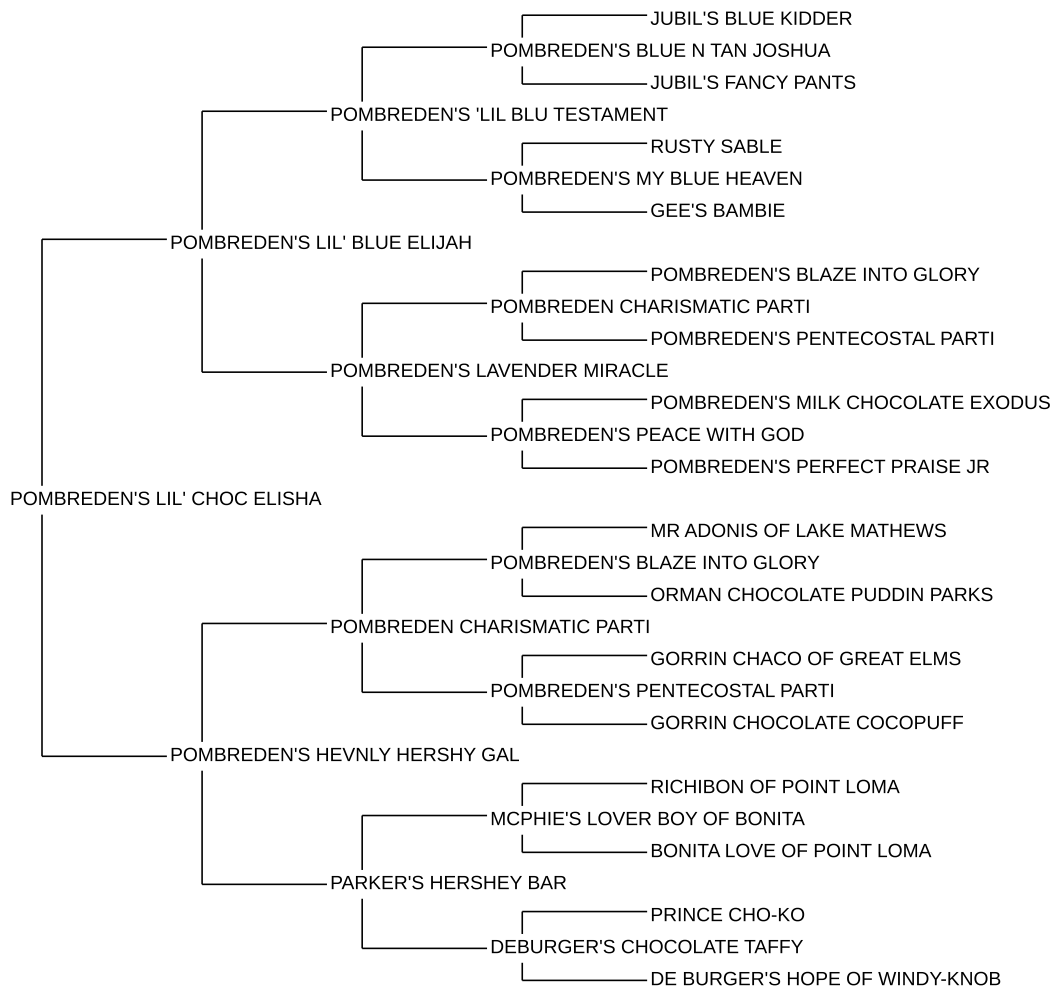 JUBIL'S BLUE KIDDER
POMBREDEN'S BLUE N TAN JOSHUA
JUBIL'S FANCY PANTS
POMBREDEN'S 'LIL BLU TESTAMENT
RUSTY SABLE
POMBREDEN'S MY BLUE HEAVEN
GEE'S BAMBIE
POMBREDEN'S LIL' BLUE ELIJAH
POMBREDEN'S BLAZE INTO GLORY
POMBREDEN CHARISMATIC PARTI
POMBREDEN'S PENTECOSTAL PARTI
POMBREDEN'S LAVENDER MIRACLE
POMBREDEN'S MILK CHOCOLATE EXODUS
POMBREDEN'S PEACE WITH GOD
POMBREDEN'S PERFECT PRAISE JR
POMBREDEN'S LIL' CHOC ELISHA
MR ADONIS OF LAKE MATHEWS
POMBREDEN'S BLAZE INTO GLORY
ORMAN CHOCOLATE PUDDIN PARKS
POMBREDEN CHARISMATIC PARTI
GORRIN CHACO OF GREAT ELMS
POMBREDEN'S PENTECOSTAL PARTI
GORRIN CHOCOLATE COCOPUFF
POMBREDEN'S HEVNLY HERSHY GAL
RICHIBON OF POINT LOMA
MCPHIE'S LOVER BOY OF BONITA
BONITA LOVE OF POINT LOMA
PARKER'S HERSHEY BAR
PRINCE CHO-KO
DEBURGER'S CHOCOLATE TAFFY
DE BURGER'S HOPE OF WINDY-KNOB